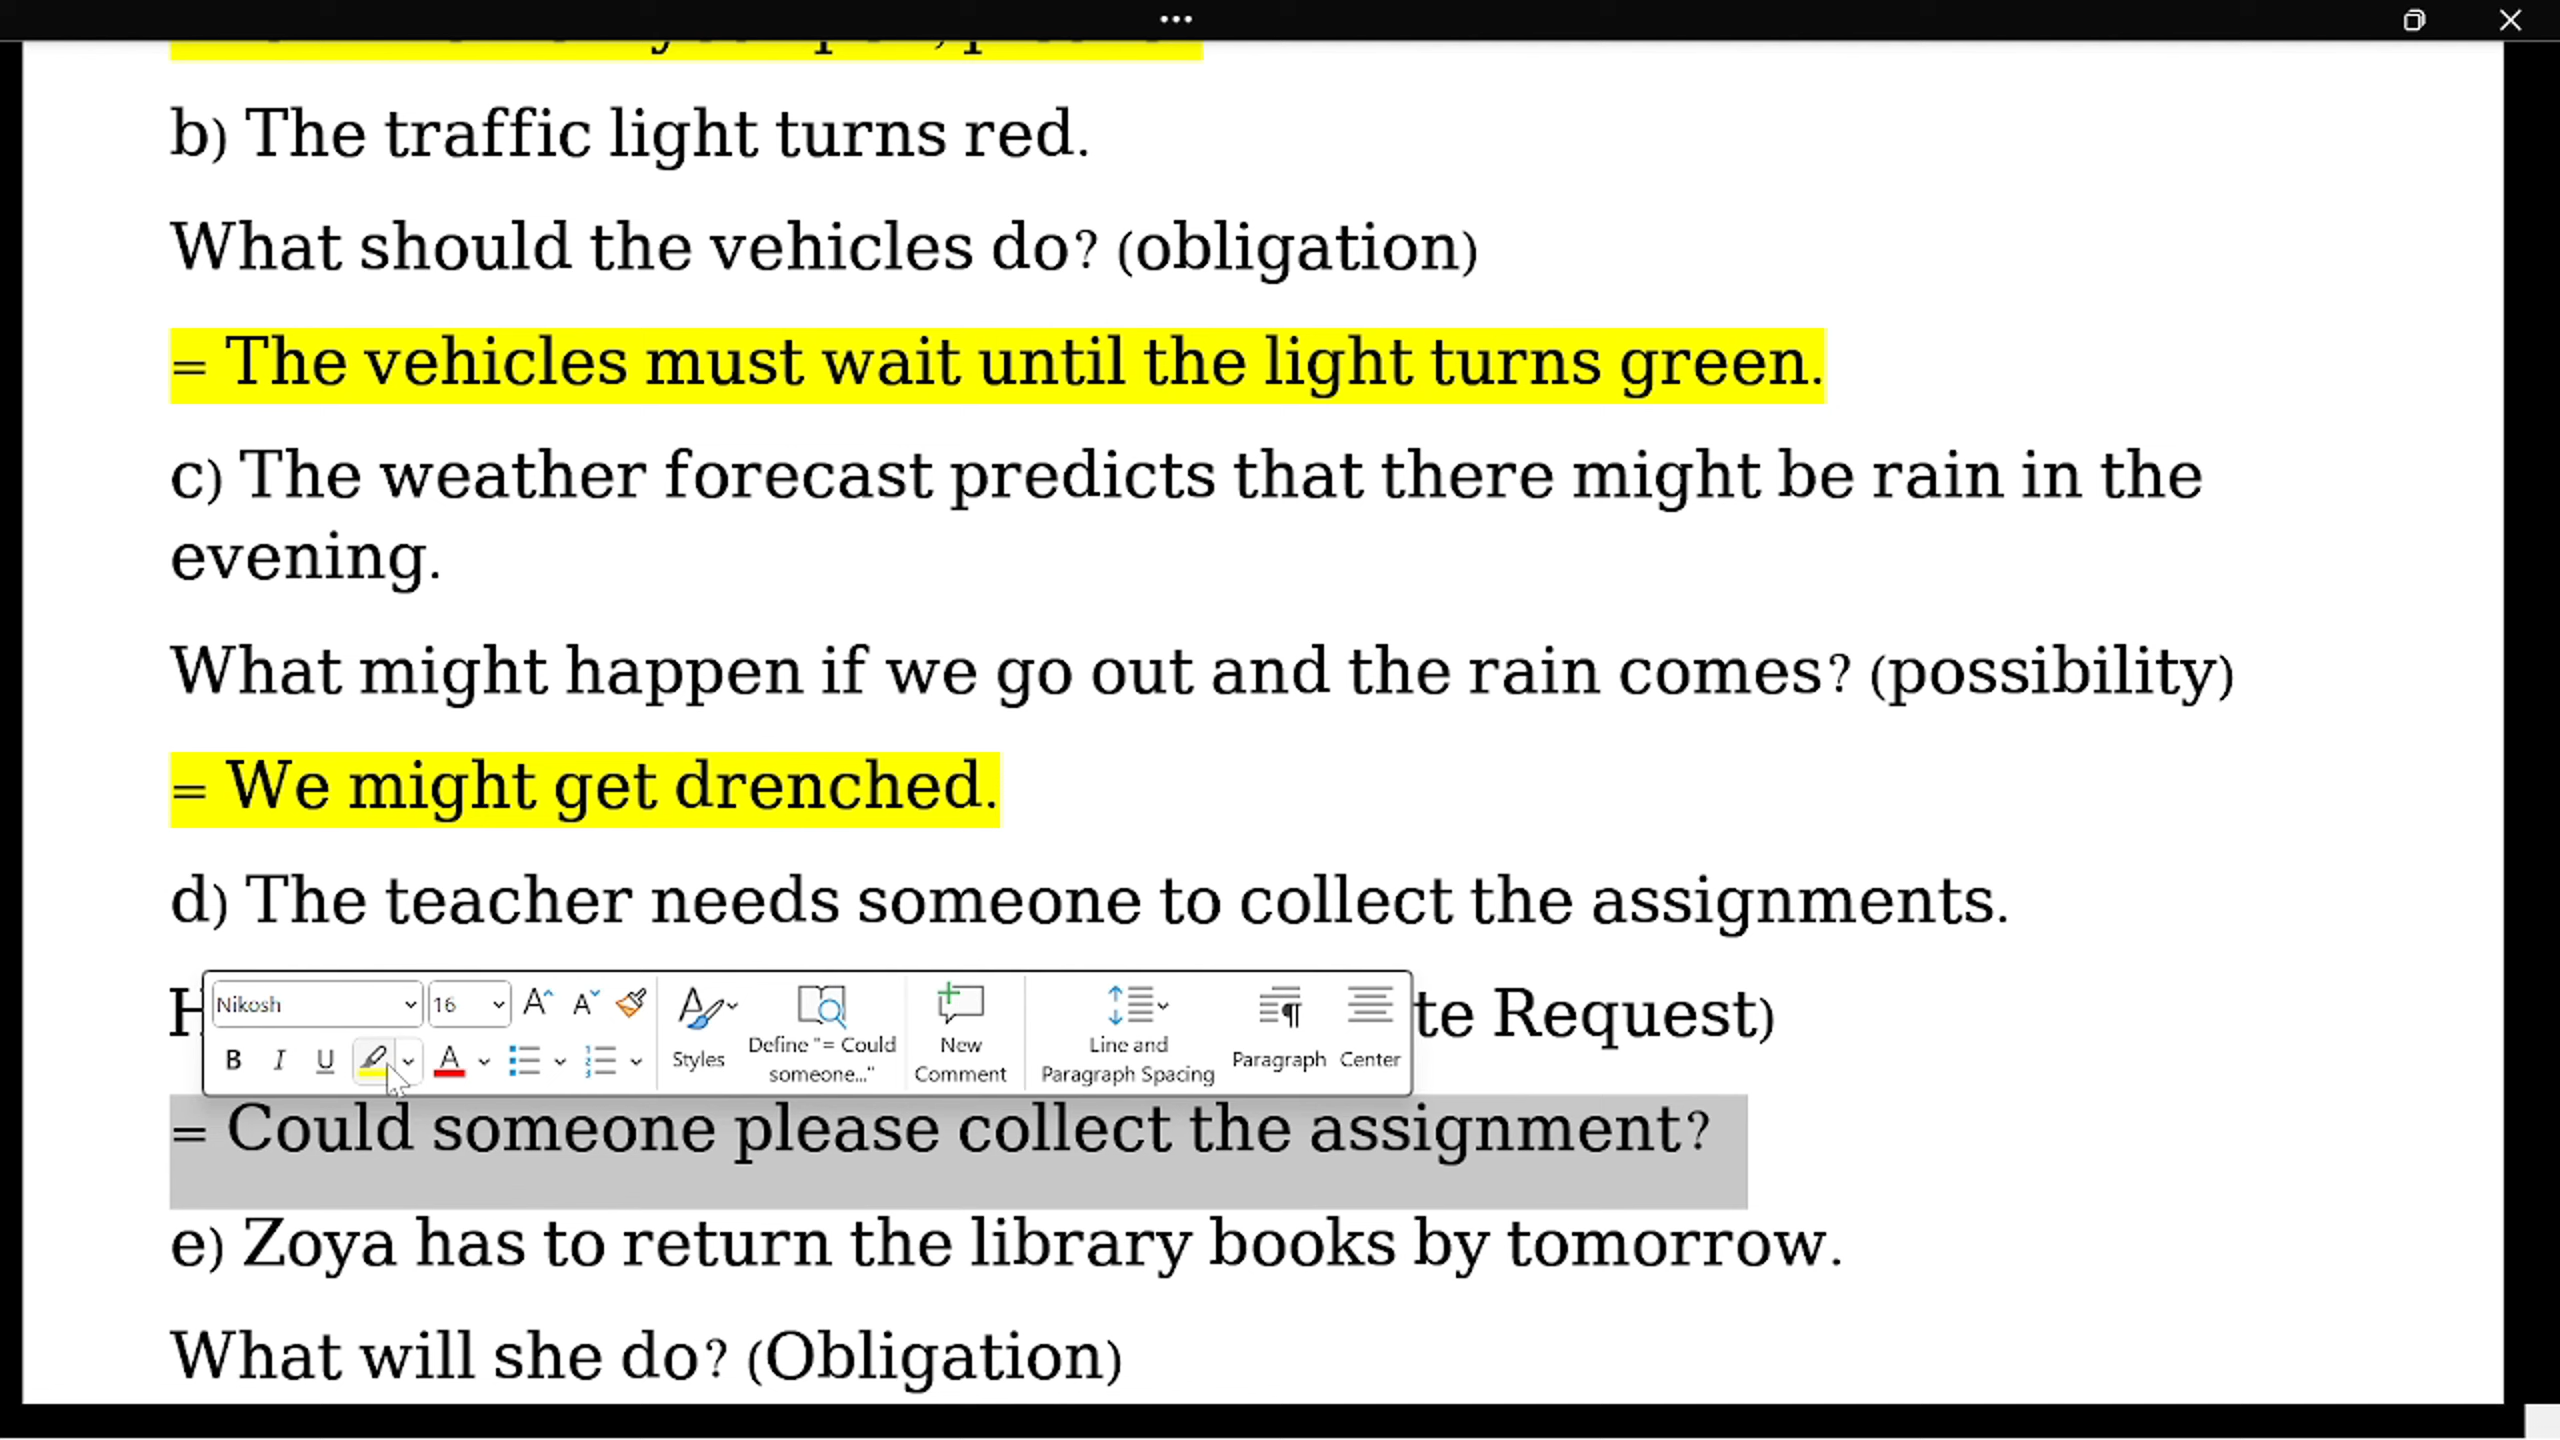 b) The traffic light turns red.
What should the vehicles do? (obligation)
= The vehicles must wait until the light turns green.
c) The weather forecast predicts that there might be rain in the
evening.
What might happen if we go out and the rain comes? (possibility)
= We might get drenched.
d) The teacher needs someone to collect the assignments.
te Request)
Nikosh 16
Styles
Define "= Could
someone..."
New
Comment
Line and
Paragraph Spacing
Paragraph
Center
B I U
= Could someone please collect the assignment?
e) Zoya has to return the library books by tomorrow.
What will she do? (Obligation)